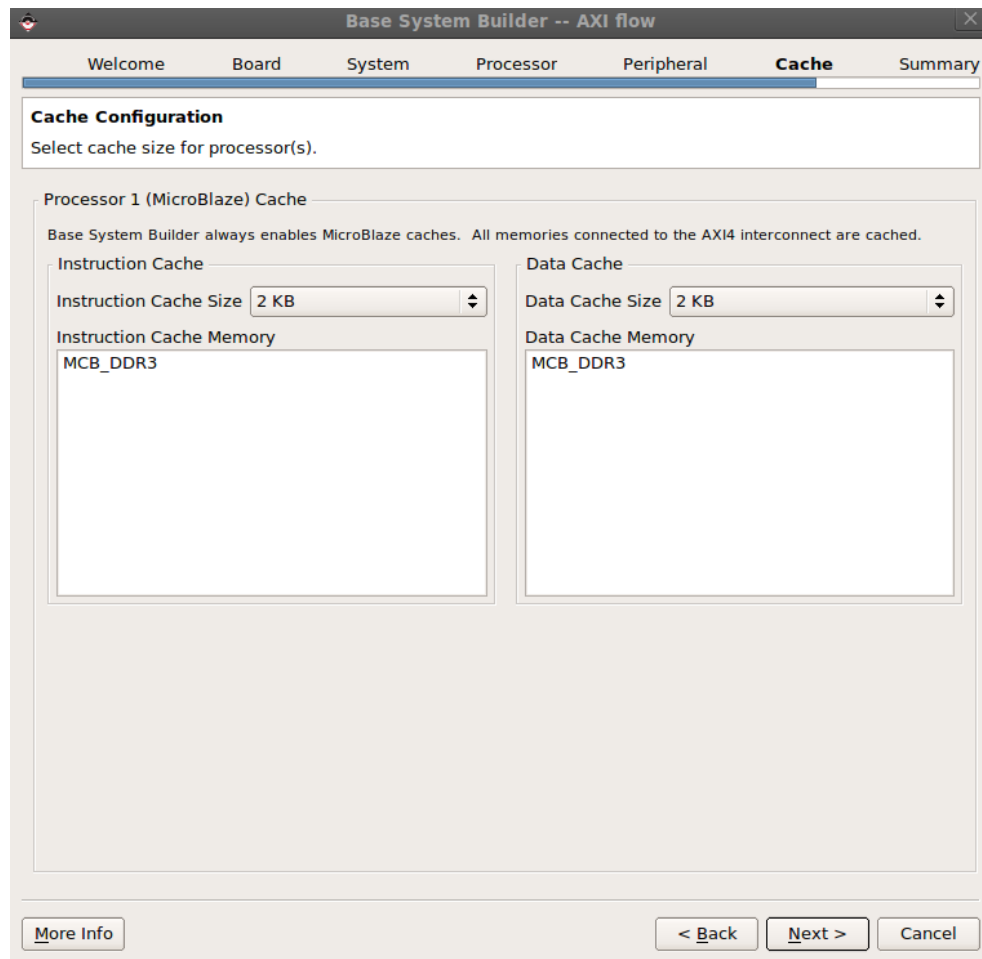 Base System Builder -- AXI flow
Welcome Board System Processor Peripheral Cache Summary
Cache Configuration
Select cache size for processor(s).
Processor 1 (MicroBlaze) Cache
Base System Builder always enables MicroBlaze caches. All memories connected to the AXI4 interconnect are cached.
Instruction Cache
Instruction Cache Size 2 KB
Instruction Cache Memory
MCB_DDR3
Data Cache
Data Cache Size 2 KB
Data Cache Memory
MCB_DDR3
More Info < Back Next > Cancel